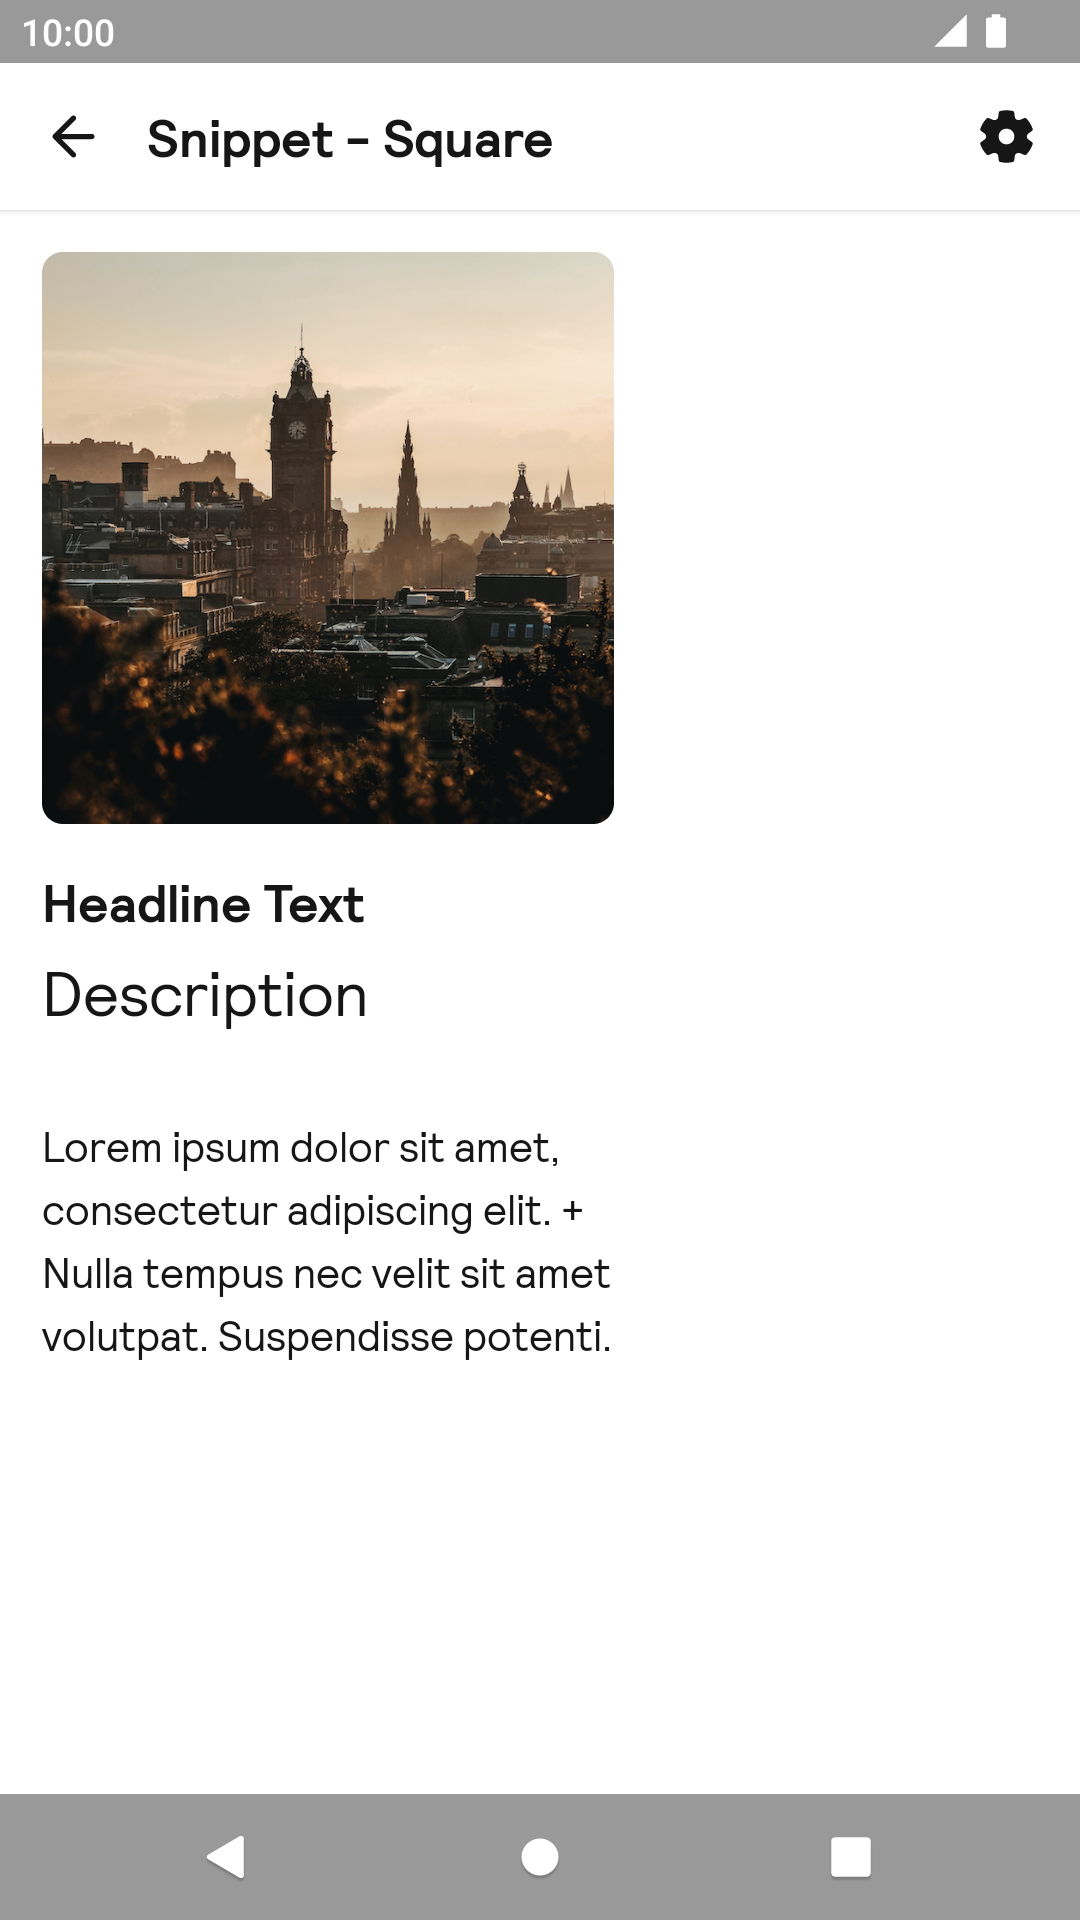 10:00
Snippet - Square
Headline Text
Description
Lorem ipsum dolor sit amet,
consectetur adipiscing elit. +
Nulla tempus nec velit sit amet
volutpat. Suspendisse potenti.